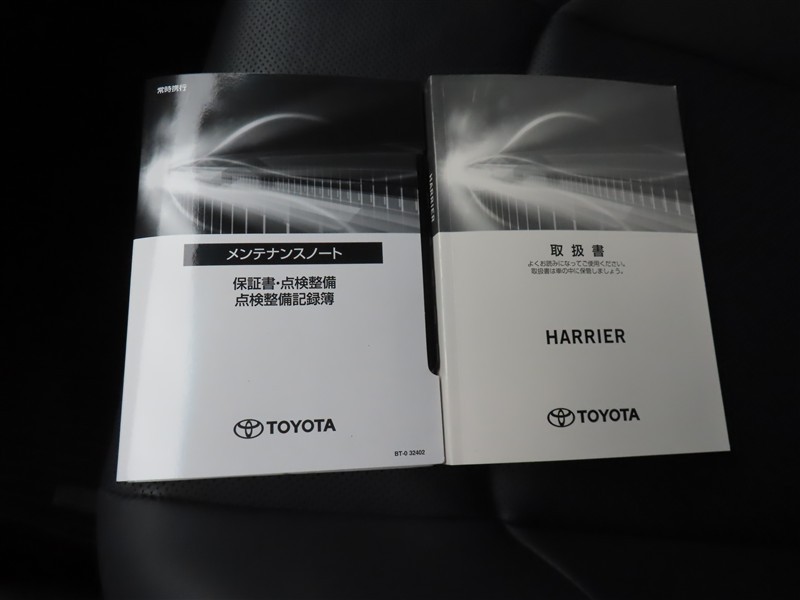 常時携行
メンテナンスノート
保証書・点検整備
点検整備記録簿
TOYOTA
BT-0 32402
HARRIER
取扱書
よくお読みになってご使用ください。
取扱書は車の中に保管しましょう。
HARRIER
TOYOTA